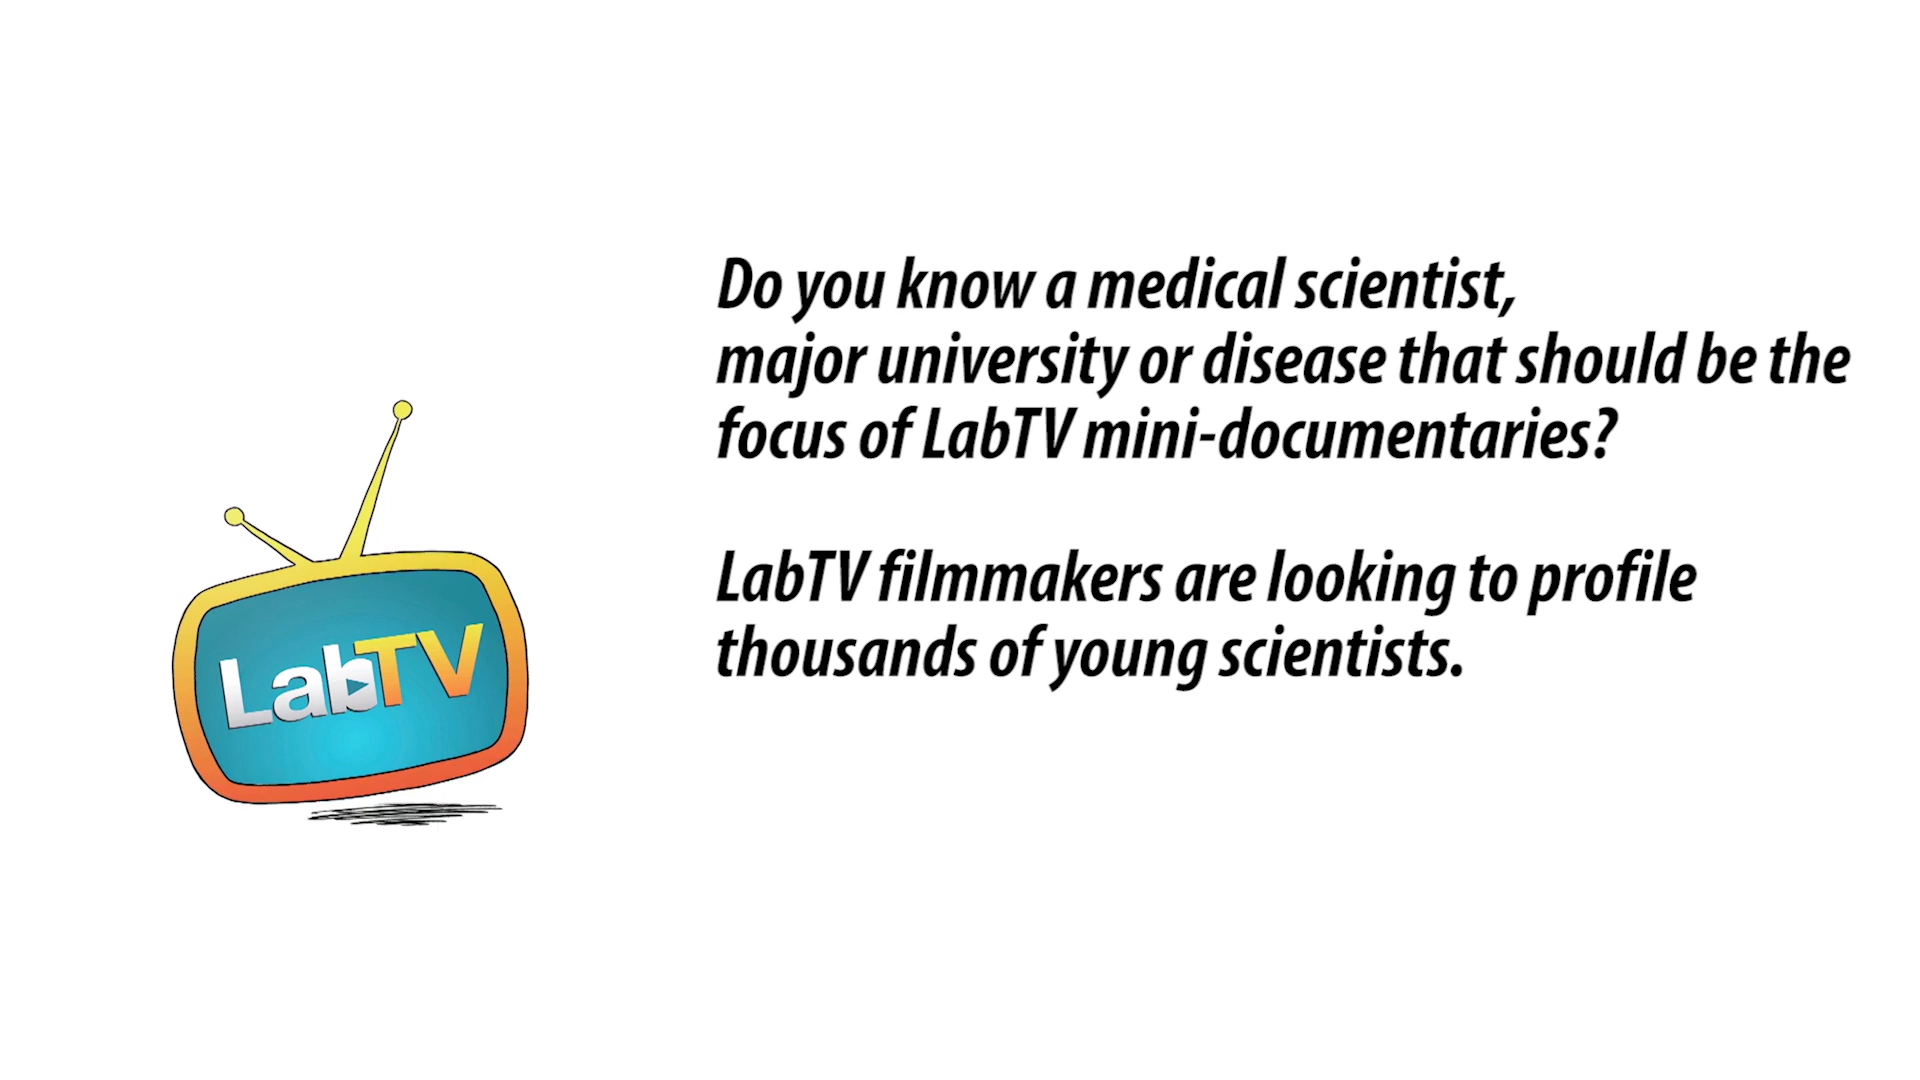 Do you know a medical scientist,
major university or disease that should be the
focus of LabTV mini-documentaries?
LabTV filmmakers are looking to profile
thousands of young scientists.
LabTV